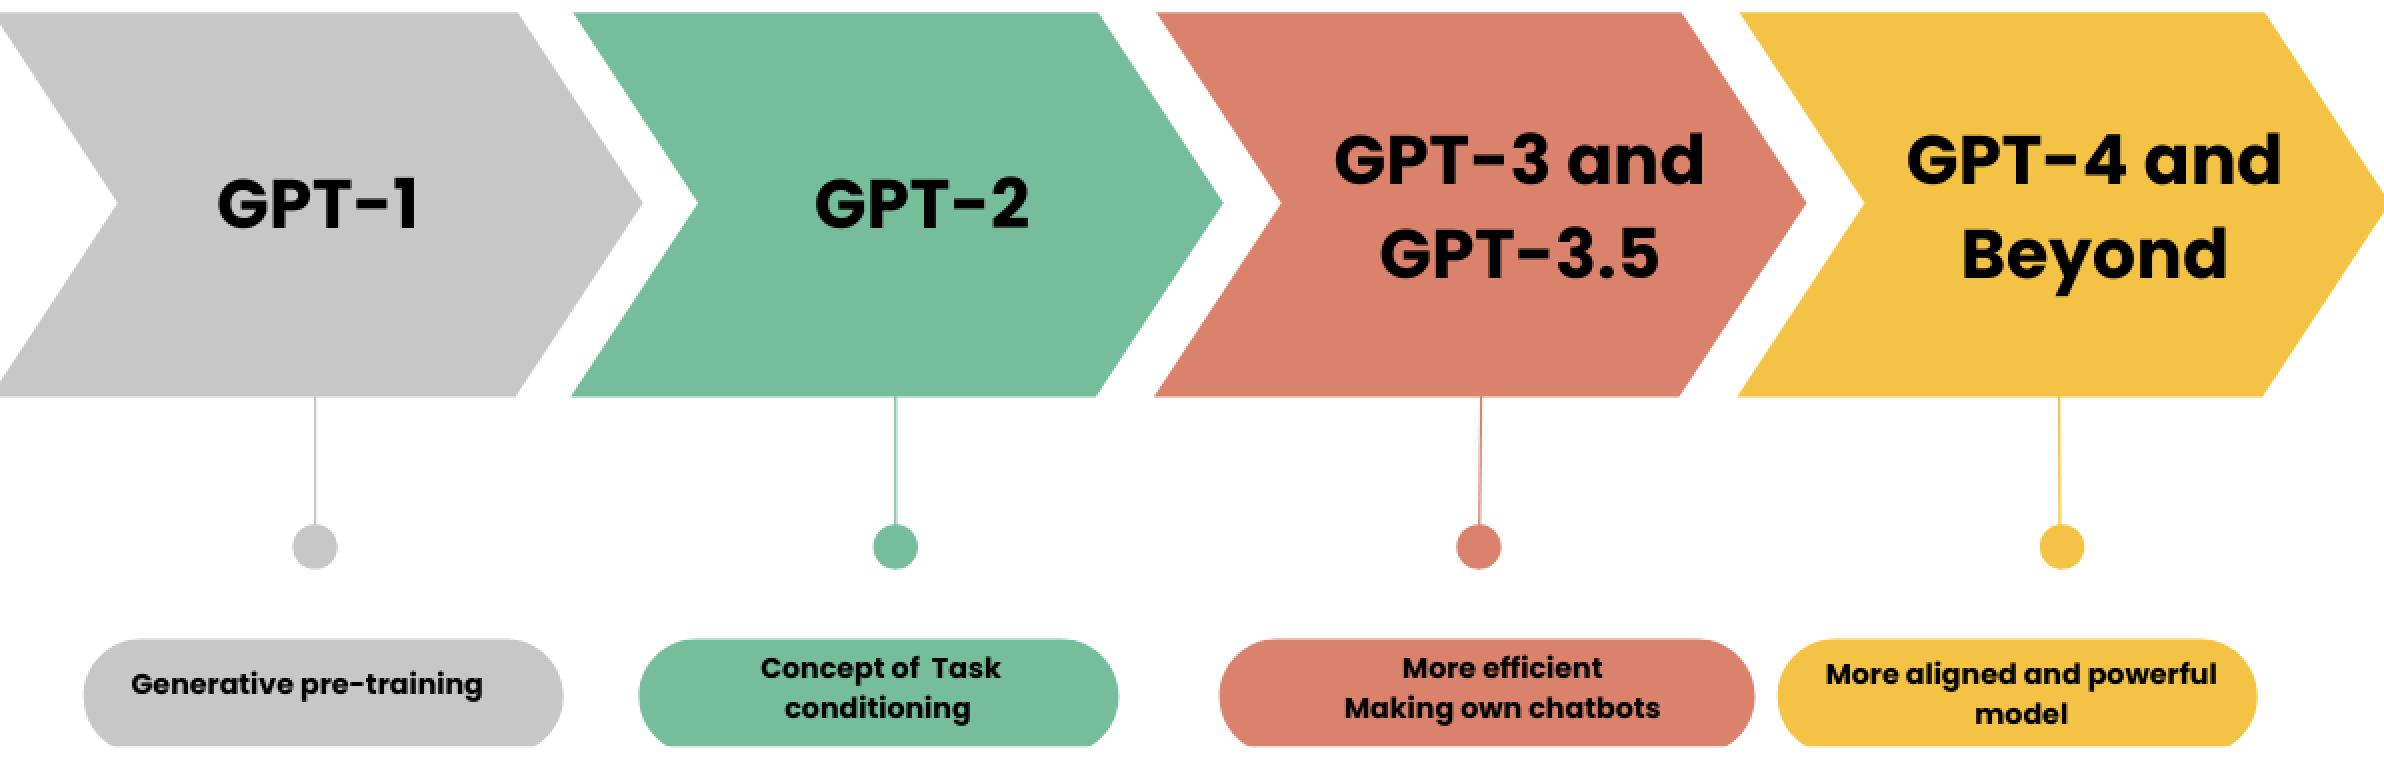 GPT-1
GPT-2
GPT-3 and
GPT-3.5
GPT-4 and
Beyond
Generative pre-training
Concept of  Task
conditioning
More efficient
Making own chatbots
More aligned and powerful
model